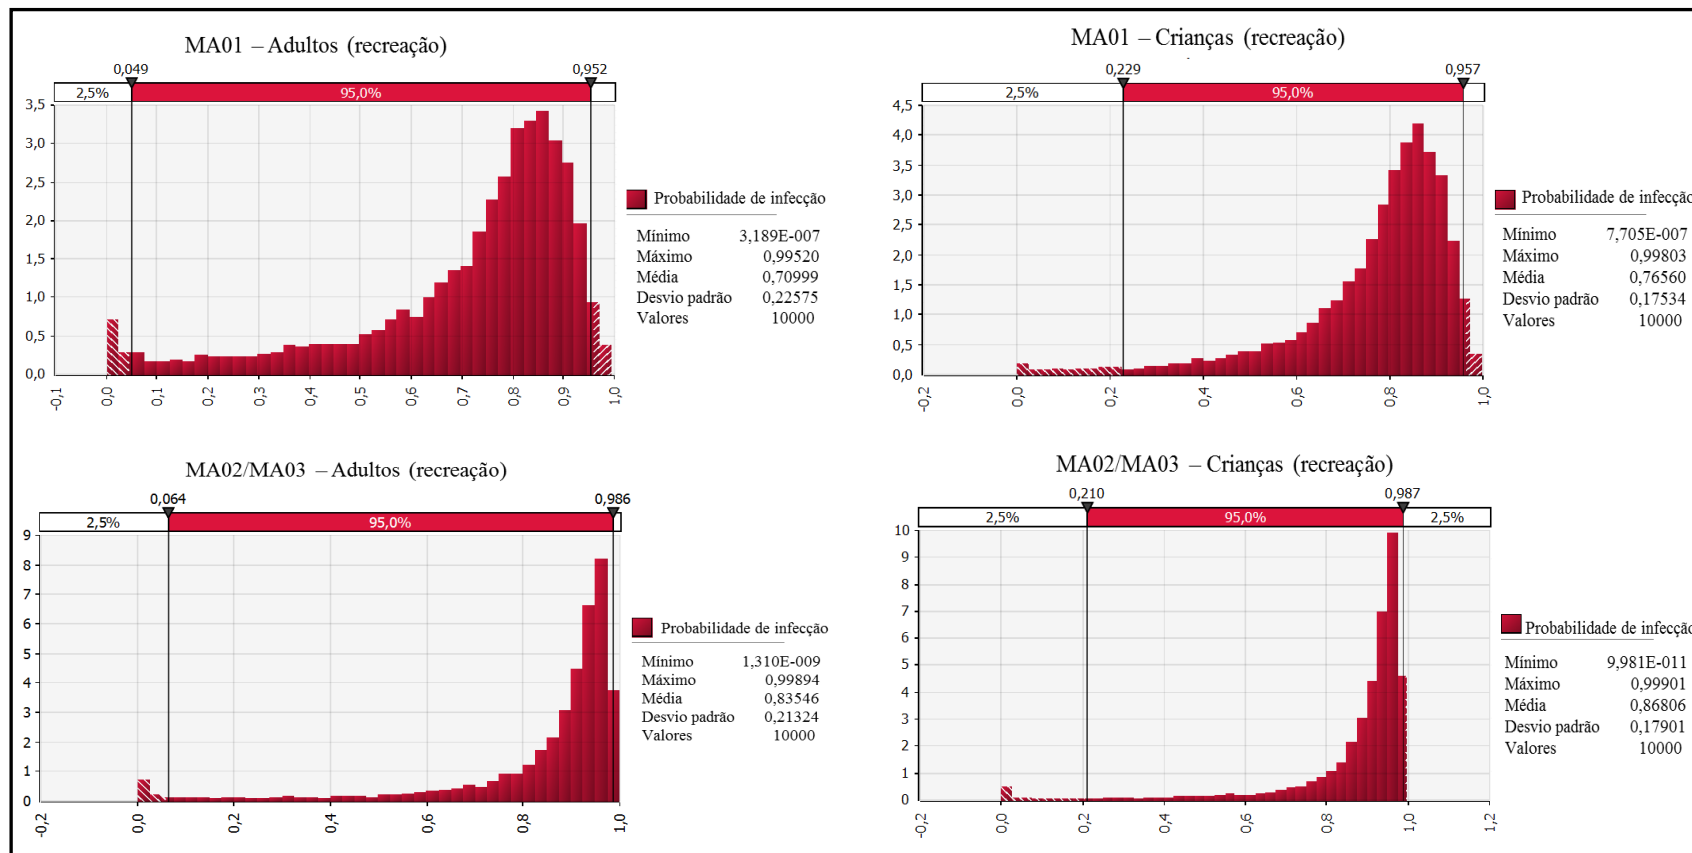 MA01 – Adultos (recreação)
0,049 0,952
2,5% 95,0%
3,5
3,0
2,5
2,0
1,5
1,0
0,5
0,0
-0,1 0,0 0,1 0,2 0,3 0,4 0,5 0,6 0,7 0,8 0,9 1,0
Probabilidade de infecção
Mínimo 3,189E-007
Máximo 0,99520
Média 0,70999
Desvio padrão 0,22575
Valores 10000
MA01 – Crianças (recreação)
0,229 0,957
2,5% 95,0%
4,5
4,0
3,5
3,0
2,5
2,0
1,5
1,0
0,5
0,0
-0,2 0,0 0,2 0,4 0,6 0,8 1,0
Probabilidade de infecção
Mínimo 7,705E-007
Máximo 0,99803
Média 0,76560
Desvio padrão 0,17534
Valores 10000
MA02/MA03 – Adultos (recreação)
0,064 0,986
2,5% 95,0%
9
8
7
6
5
4
3
2
1
0
-0,2 0,0 0,2 0,4 0,6 0,8 1,0
Probabilidade de infecção
Mínimo 1,310E-009
Máximo 0,99894
Média 0,83546
Desvio padrão 0,21324
Valores 10000
MA02/MA03 – Crianças (recreação)
0,210 0,987
2,5% 95,0% 2,5%
10
9
8
7
6
5
4
3
2
1
0
-0,2 0,0 0,2 0,4 0,6 0,8 1,0 1,2
Probabilidade de infecção
Mínimo 9,981E-011
Máximo 0,99901
Média 0,86806
Desvio padrão 0,17901
Valores 10000